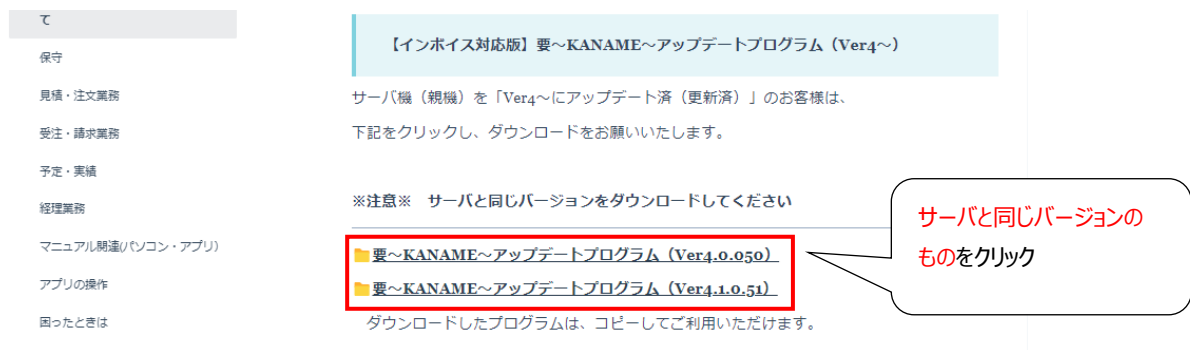 て
保守
見積・注文業務
受注・請求業務
予定・実績
経理業務
マニュアル関連(パソコン・アプリ)
アプリの操作
困ったときは
【インボイス対応版】要～KANAME～アップデートプログラム（Ver4～）
サーバ機（親機）を「Ver4～にアップデート済（更新済）」のお客様は、
下記をクリックし、ダウンロードをお願いいたします。
※注意※　サーバと同じバージョンをダウンロードしてください
要～KANAME～アップデートプログラム（Ver4.0.050）
要～KANAME～アップデートプログラム（Ver4.1.0.51）
ダウンロードしたプログラムは、コピーしてご利用いただけます。
サーバと同じバージョンの
ものをクリック